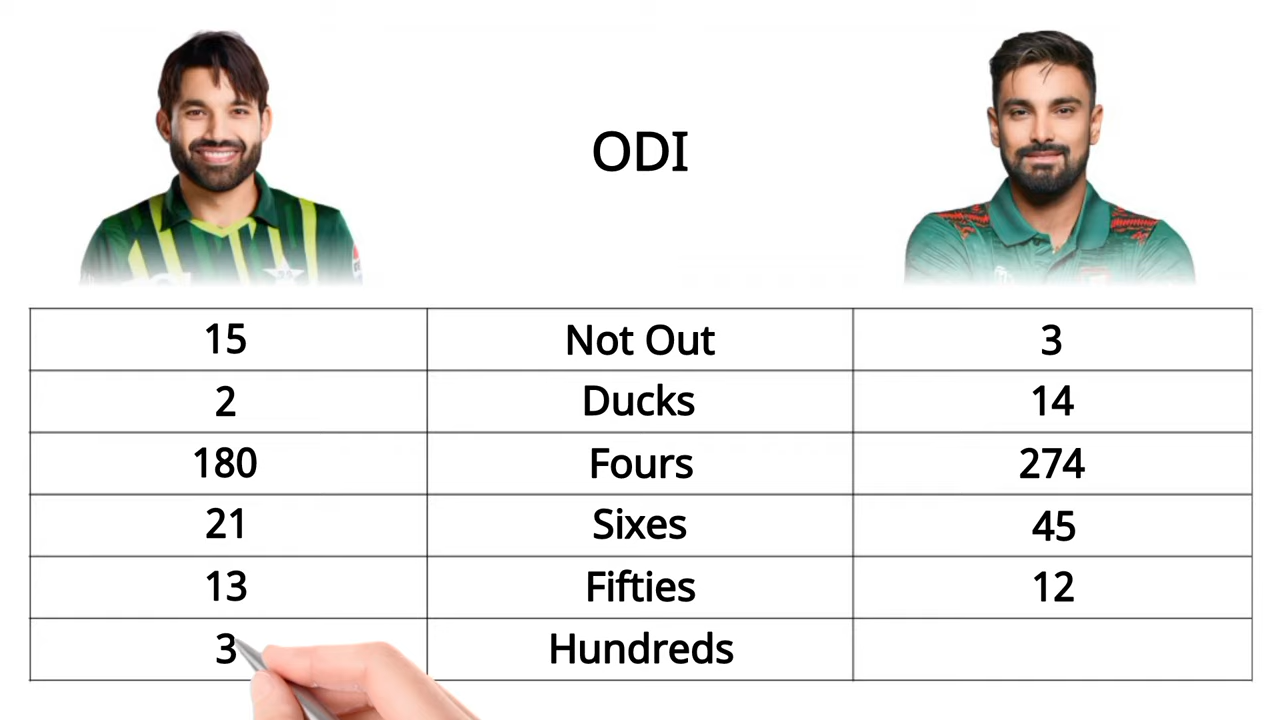 ODI
15 Not Out 3
2 Ducks 14
180 Fours 274
21 Sixes 45
13 Fifties 12
3 Hundreds